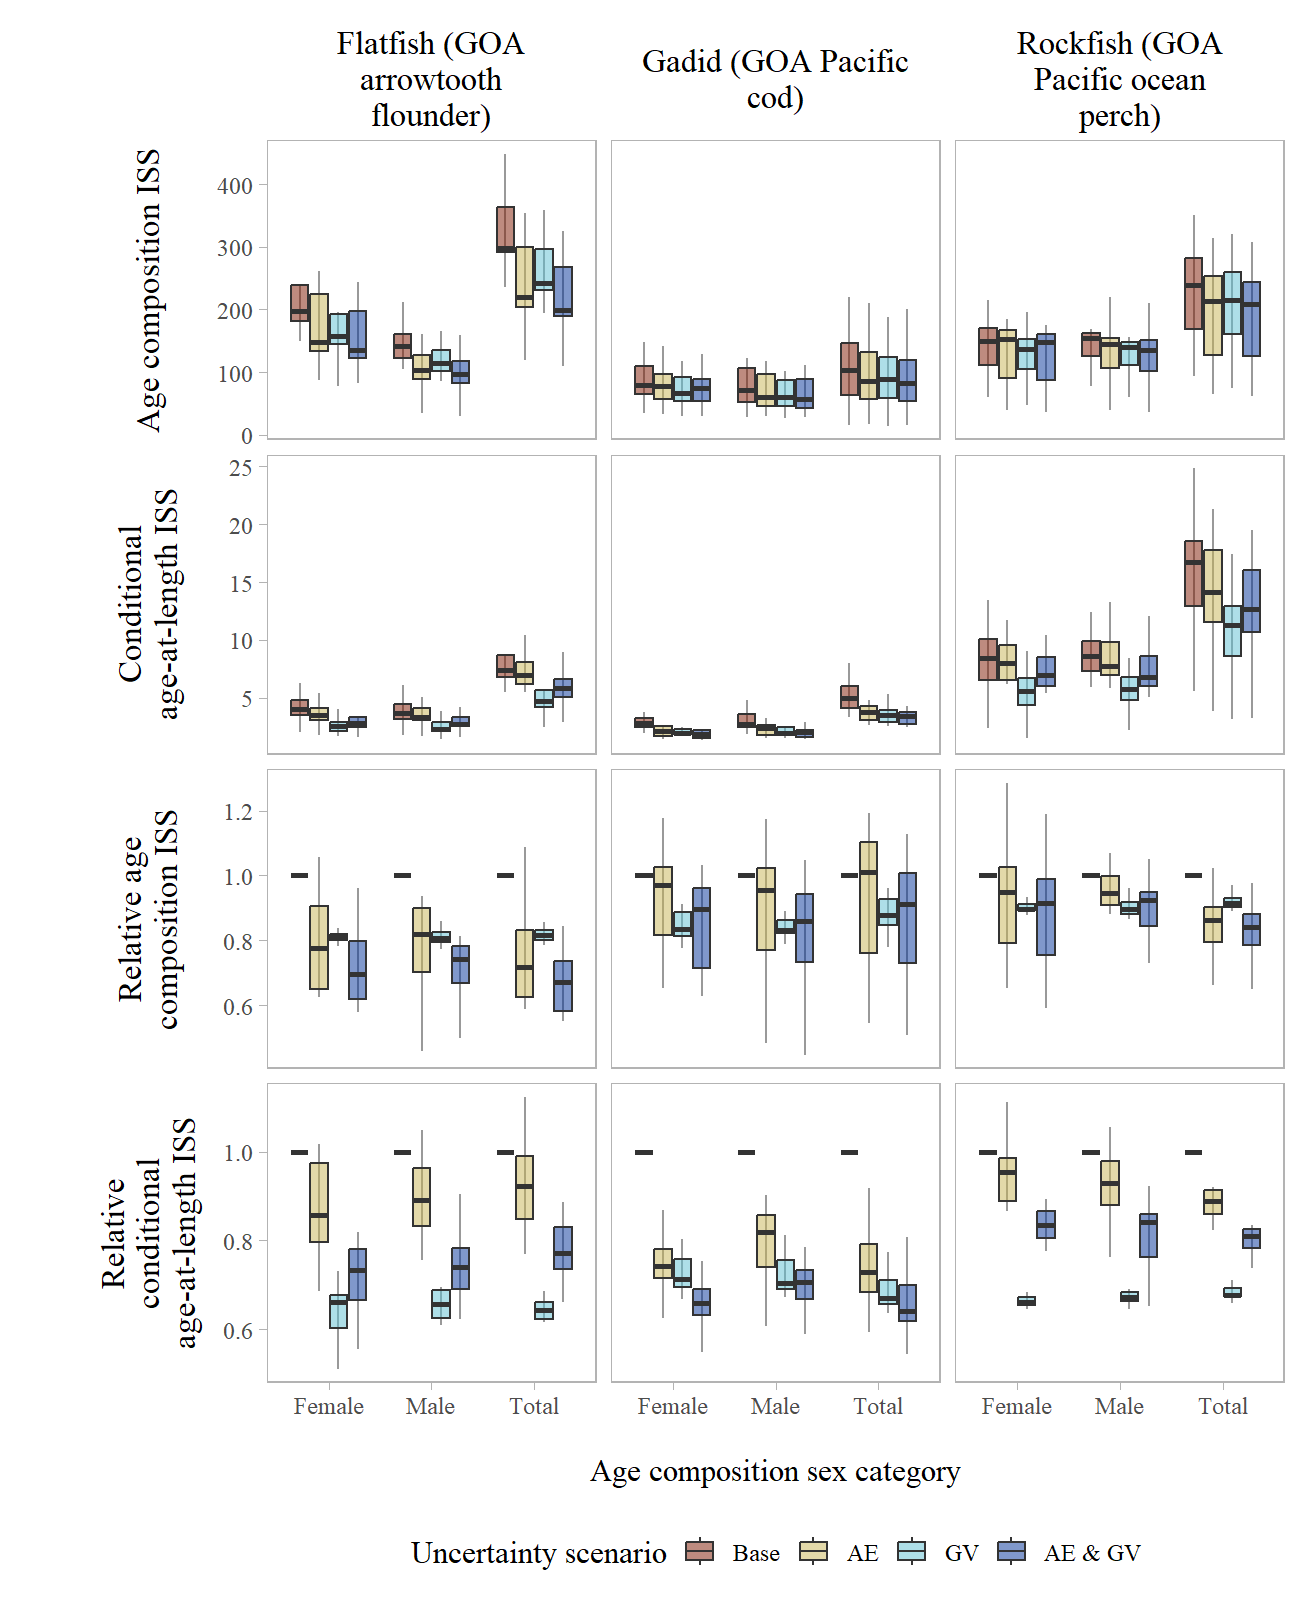 Flatfish (GOA
arrowtooth
flounder)
Gadid (GOA Pacific
cod)
Rockfish (GOA
Pacific ocean
perch)
Age composition ISS
400
300
200
100
0
Conditional
age-at-length ISS
25
20
15
10
5
Relative age
composition ISS
1.2
1.0
0.8
0.6
Relative
conditional
age-at-length ISS
1.0
0.8
0.6
Female Male Total
Female Male Total
Female Male Total
Age composition sex category
Uncertainty scenario Base AE GV AE & GV